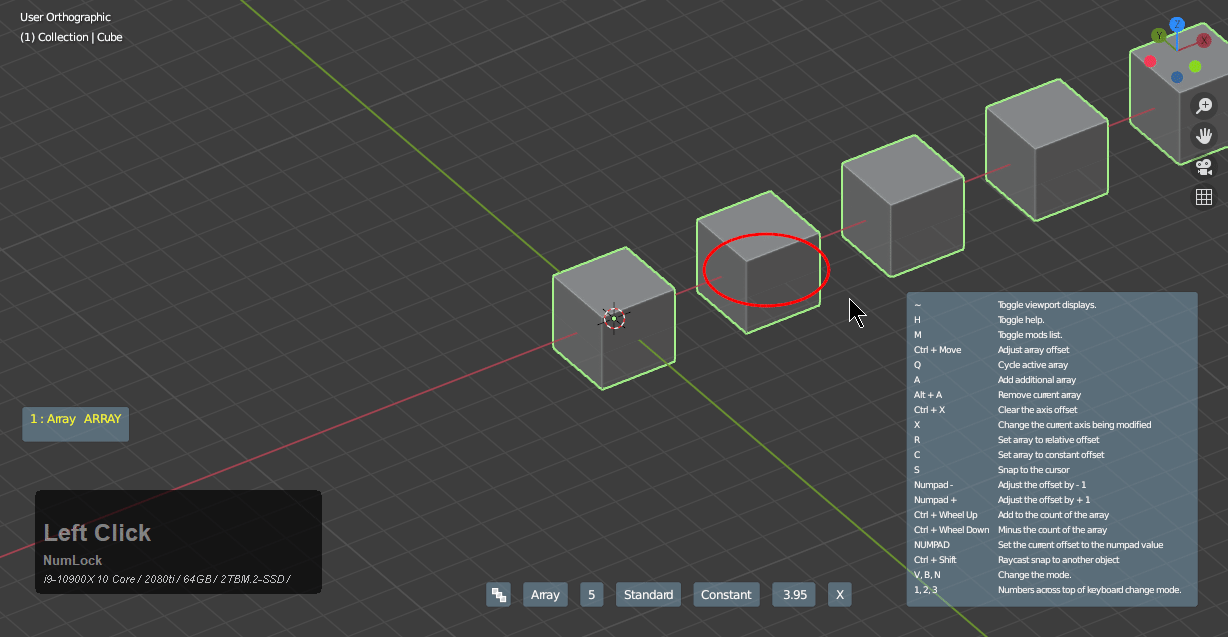 User Orthographic
(1) Collection | Cube
Z
Y
X
~ Toggle viewport displays.
H Toggle help.
M Toggle mods list.
Ctrl + Move Adjust array offset
Q Cycle active array
A Add additional array
Alt + A Remove current array
Ctrl + X Clear the axis offset
X Change the current axis being modified
R Set array to relative offset
C Set array to constant offset
S Snap to the cursor
Numpad - Adjust the offset by - 1
Numpad + Adjust the offset by + 1
Ctrl + Wheel Up Add to the count of the array
Ctrl + Wheel Down Minus the count of the array
NUMPAD Set the current offset to the numpad value
Ctrl + Shift Raycast snap to another object
V, B, N Change the mode.
1, 2, 3 Numbers across top of keyboard change mode.
1 : Array ARRAY
Left Click
NumLock
i9-10900X 10 Core / 2080ti / 64GB / 2TBM.2-SSD /
Array 5 Standard Constant 3.95 X